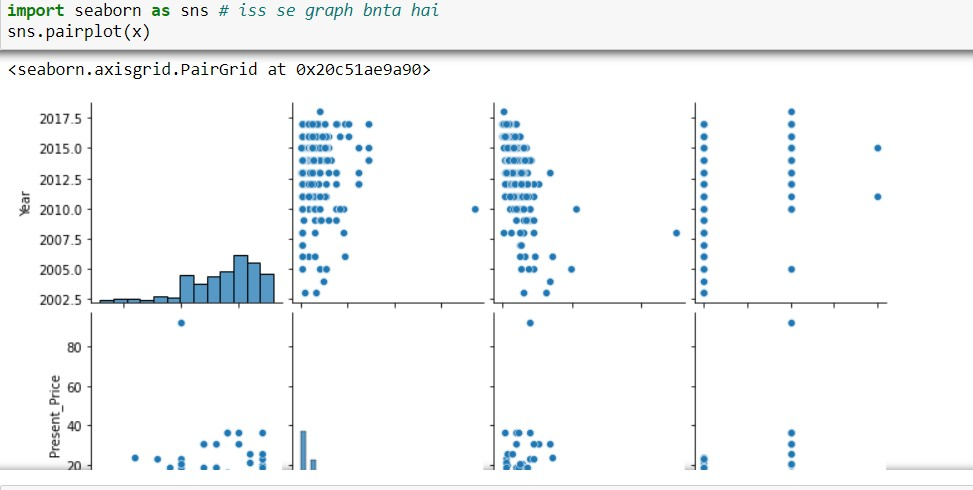 import seaborn as sns # iss se graph bnta hai
sns.pairplot(x)
<seaborn.axisgrid.PairGrid at 0x20c51ae9a90>
2017.5
2015.0
2012.5
2010.0
2007.5
2005.0
2002.5
Year
80
60
40
20
Present_Price